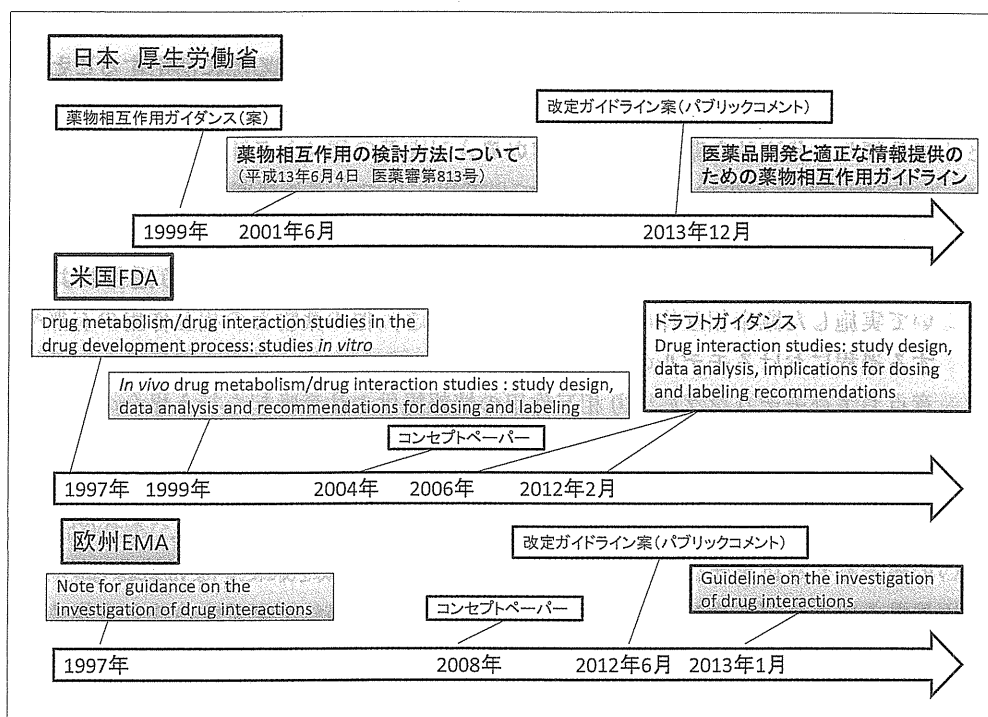 日本 厚生労働省
薬物相互作用ガイダンス(案)
改定ガイドライン案(パブリックコメント)
薬物相互作用の検討方法について
(平成13年6月4日 医薬審第813号)
医薬品開発と適正な情報提供の
ための薬物相互作用ガイドライン
1999年
2001年6月
2013年12月
米国FDA
Drug metabolism/drug interaction studies in the
drug development process: studies in vitro
ドラフトガイダンス
Drug interaction studies: study design,
data analysis, implications for dosing
and labeling recommendations
In vivo drug metabolism/drug interaction studies : study design,
data analysis and recommendations for dosing and labeling
コンセプトペーパー
1997年
1999年
2004年
2006年
2012年2月
欧州EMA
改定ガイドライン案(パブリックコメント)
Note for guidance on the
investigation of drug interactions
コンセプトペーパー
Guideline on the investigation
of drug interactions
1997年
2008年
2012年6月
2013年1月